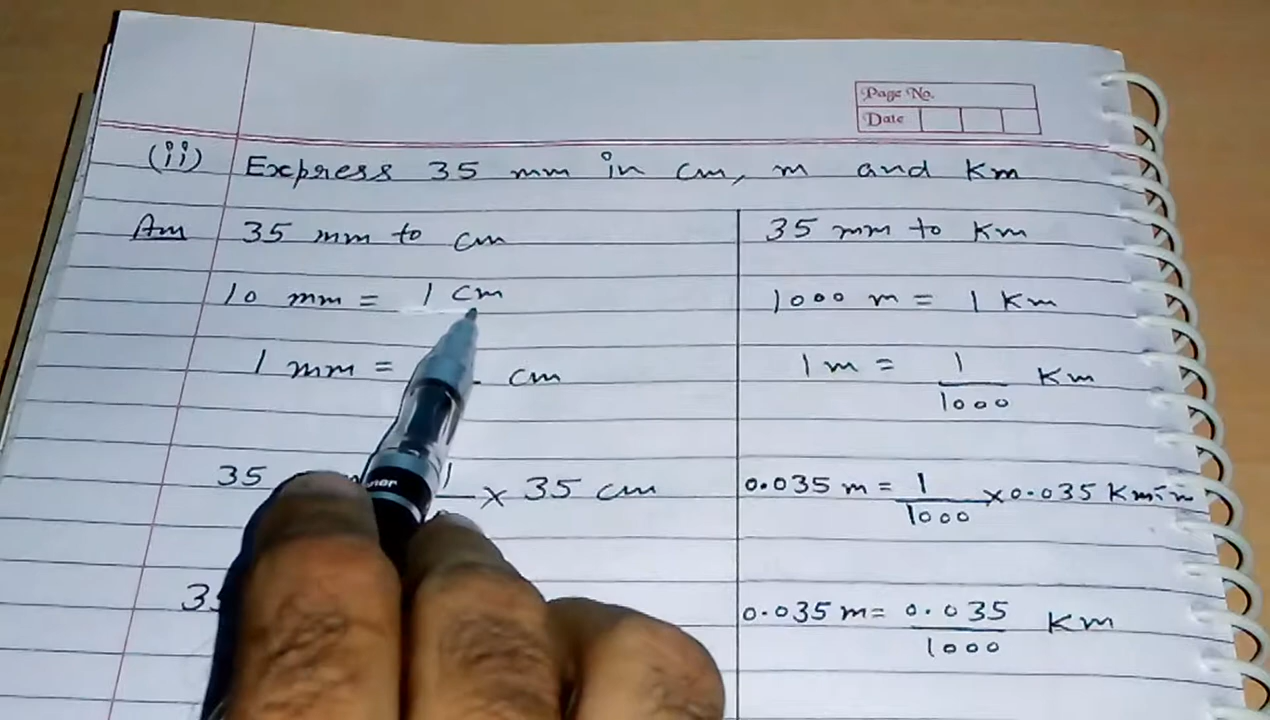 Page No.
Date
(ii) Express 35 mm in cm, m and Km
Ans 35 mm to cm
10 mm = 1 cm
1 mm = cm
35 1 × 35 cm
35 mm to Km
1000 m = 1 Km
1 m = 1/1000 Km
0.035 m = 1/1000 × 0.035 Km
0.035 m = 0.035/1000 Km